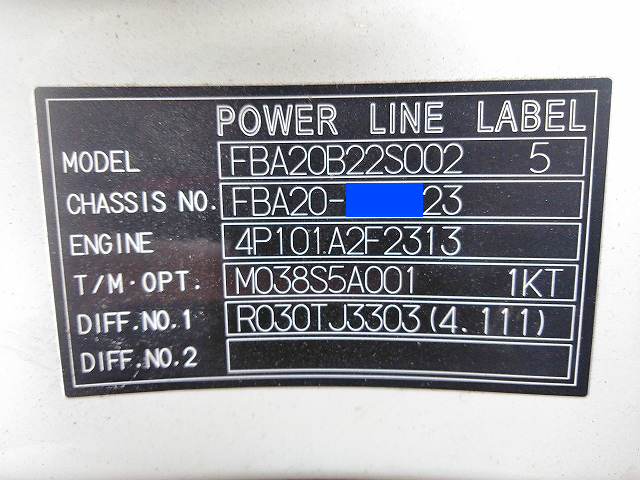 POWER LINE LABEL
MODEL FBA20B22S002 5
CHASSIS NO. FBA20- 23
ENGINE 4P101.A2F2313
T/M·OPT. M038S5A001 1KT
DIFF.NO.1 R030TJ3303(4.111)
DIFF.NO.2